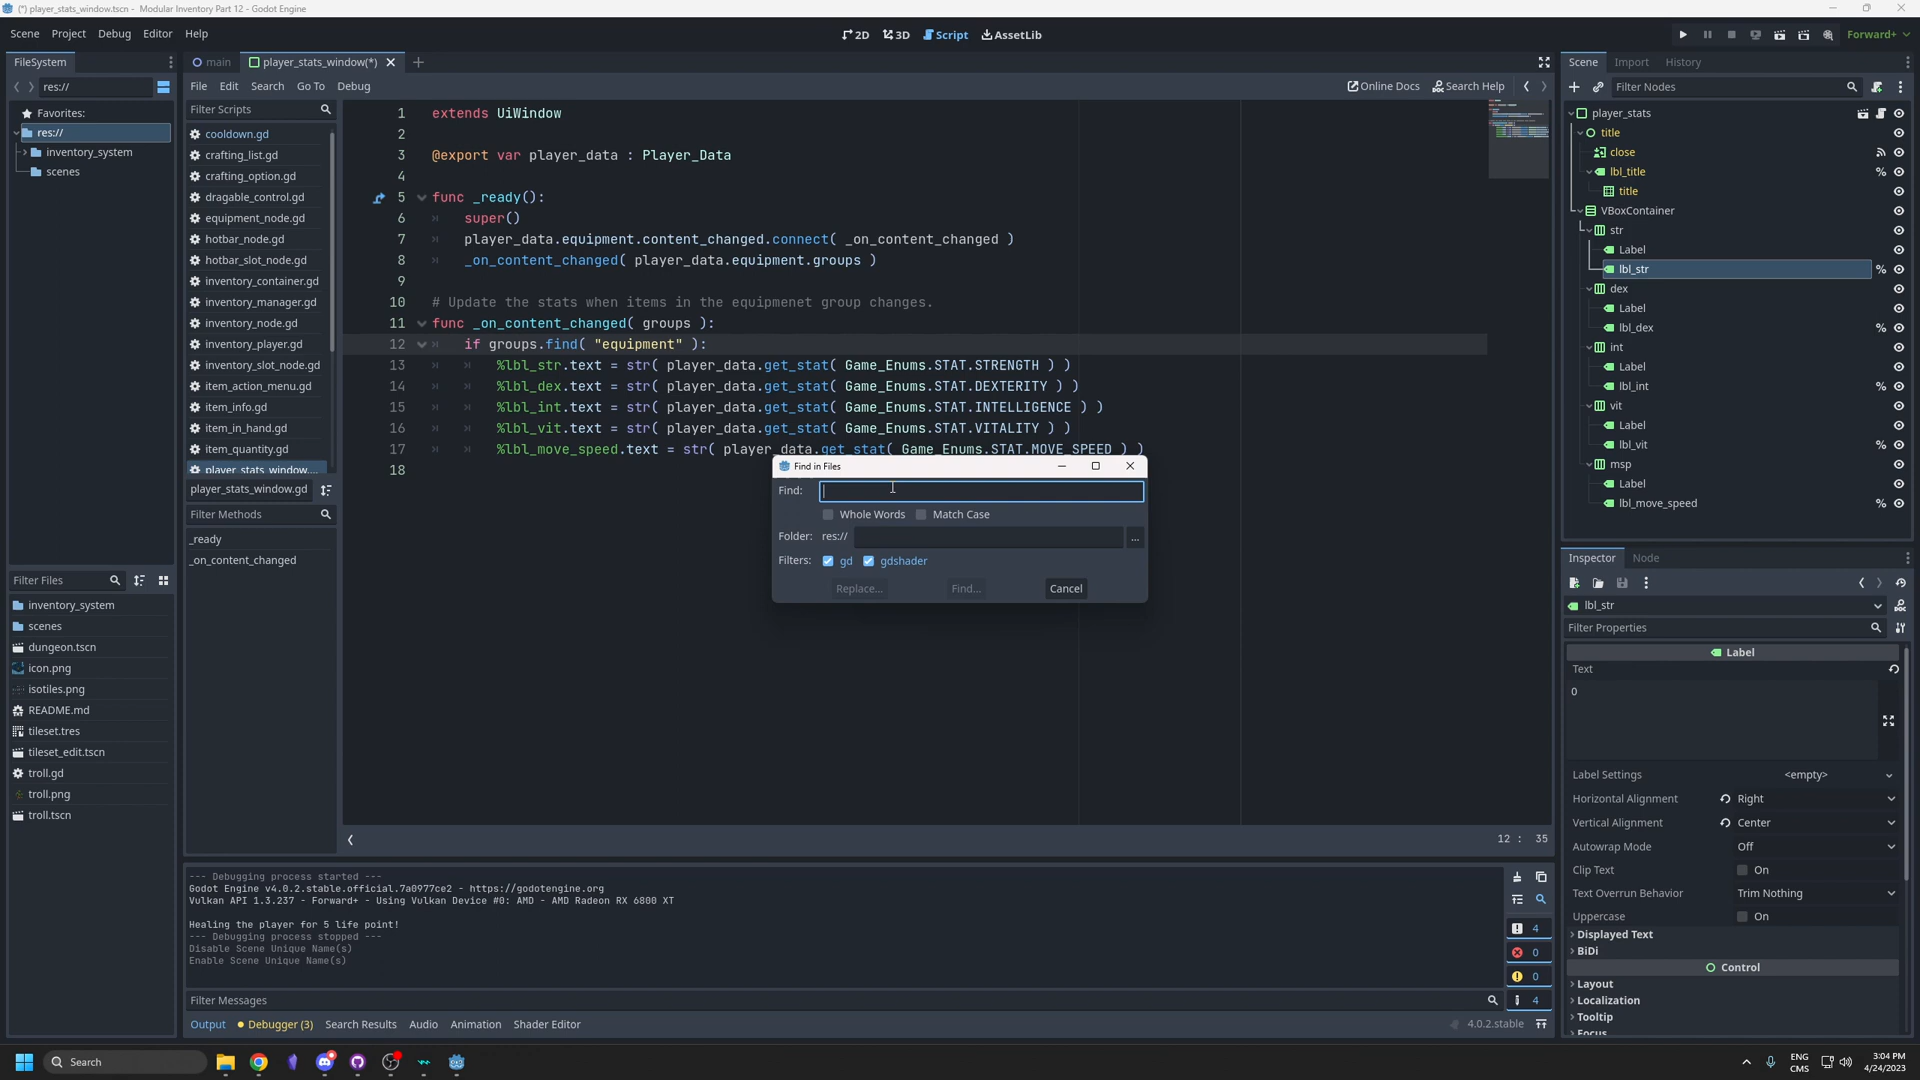 (*) player_stats_window.tscn - Modular Inventory Part 12 - Godot Engine
Scene Project Debug Editor Help
2D 3D Script AssetLib
Forward+
FileSystem
res://
Favorites:
res://
inventory_system
scenes
Filter Files
inventory_system
scenes
dungeon.tscn
icon.png
isotiles.png
README.md
tileset.tres
tileset_edit.tscn
troll.gd
troll.png
troll.tscn
main player_stats_window(*)
File Edit Search Go To Debug
Online Docs Search Help
Filter Scripts
cooldown.gd
crafting_list.gd
crafting_option.gd
dragable_control.gd
equipment_node.gd
hotbar_node.gd
hotbar_slot_node.gd
inventory_container.gd
inventory_manager.gd
inventory_node.gd
inventory_player.gd
inventory_slot_node.gd
item_action_menu.gd
item_info.gd
item_in_hand.gd
item_quantity.gd
player_stats_window....
player_stats_window.gd
Filter Methods
_ready
_on_content_changed
1 extends UiWindow
2
3 @export var player_data : Player_Data
4
5 func _ready():
6 super()
7 player_data.equipment.content_changed.connect( _on_content_changed )
8 _on_content_changed( player_data.equipment.groups )
9
10 # Update the stats when items in the equipmenet group changes.
11 func _on_content_changed( groups ):
12 if groups.find( "equipment" ):
13 %lbl_str.text = str( player_data.get_stat( Game_Enums.STAT.STRENGTH ) )
14 %lbl_dex.text = str( player_data.get_stat( Game_Enums.STAT.DEXTERITY ) )
15 %lbl_int.text = str( player_data.get_stat( Game_Enums.STAT.INTELLIGENCE ) )
16 %lbl_vit.text = str( player_data.get_stat( Game_Enums.STAT.VITALITY ) )
17 %lbl_move_speed.text = str( player_data.get_stat( Game_Enums.STAT.MOVE_SPEED ) )
18
12 : 35
Find in Files
Find:
Whole Words Match Case
Folder: res:// ...
Filters: gd gdshader
Replace... Find... Cancel
--- Debugging process started ---
Godot Engine v4.0.2.stable.official.7a0977ce2 - https://godotengine.org
Vulkan API 1.3.237 - Forward+ - Using Vulkan Device #0: AMD - AMD Radeon RX 6800 XT
Healing the player for 5 life point!
--- Debugging process stopped ---
Disable Scene Unique Name(s)
Enable Scene Unique Name(s)
4
0
0
4
Filter Messages
Output Debugger (3) Search Results Audio Animation Shader Editor
4.0.2.stable
Scene Import History
Filter Nodes
player_stats
title
close
lbl_title %
title
VBoxContainer
str
Label
lbl_str %
dex
Label
lbl_dex %
int
Label
lbl_int %
vit
Label
lbl_vit %
msp
Label
lbl_move_speed %
Inspector Node
lbl_str
Filter Properties
Label
Text
0
Label Settings <empty>
Horizontal Alignment Right
Vertical Alignment Center
Autowrap Mode Off
Clip Text On
Text Overrun Behavior Trim Nothing
Uppercase On
Displayed Text
BiDi
Control
Layout
Localization
Tooltip
Focus
Search
ENG
CMS
3:04 PM
4/24/2023